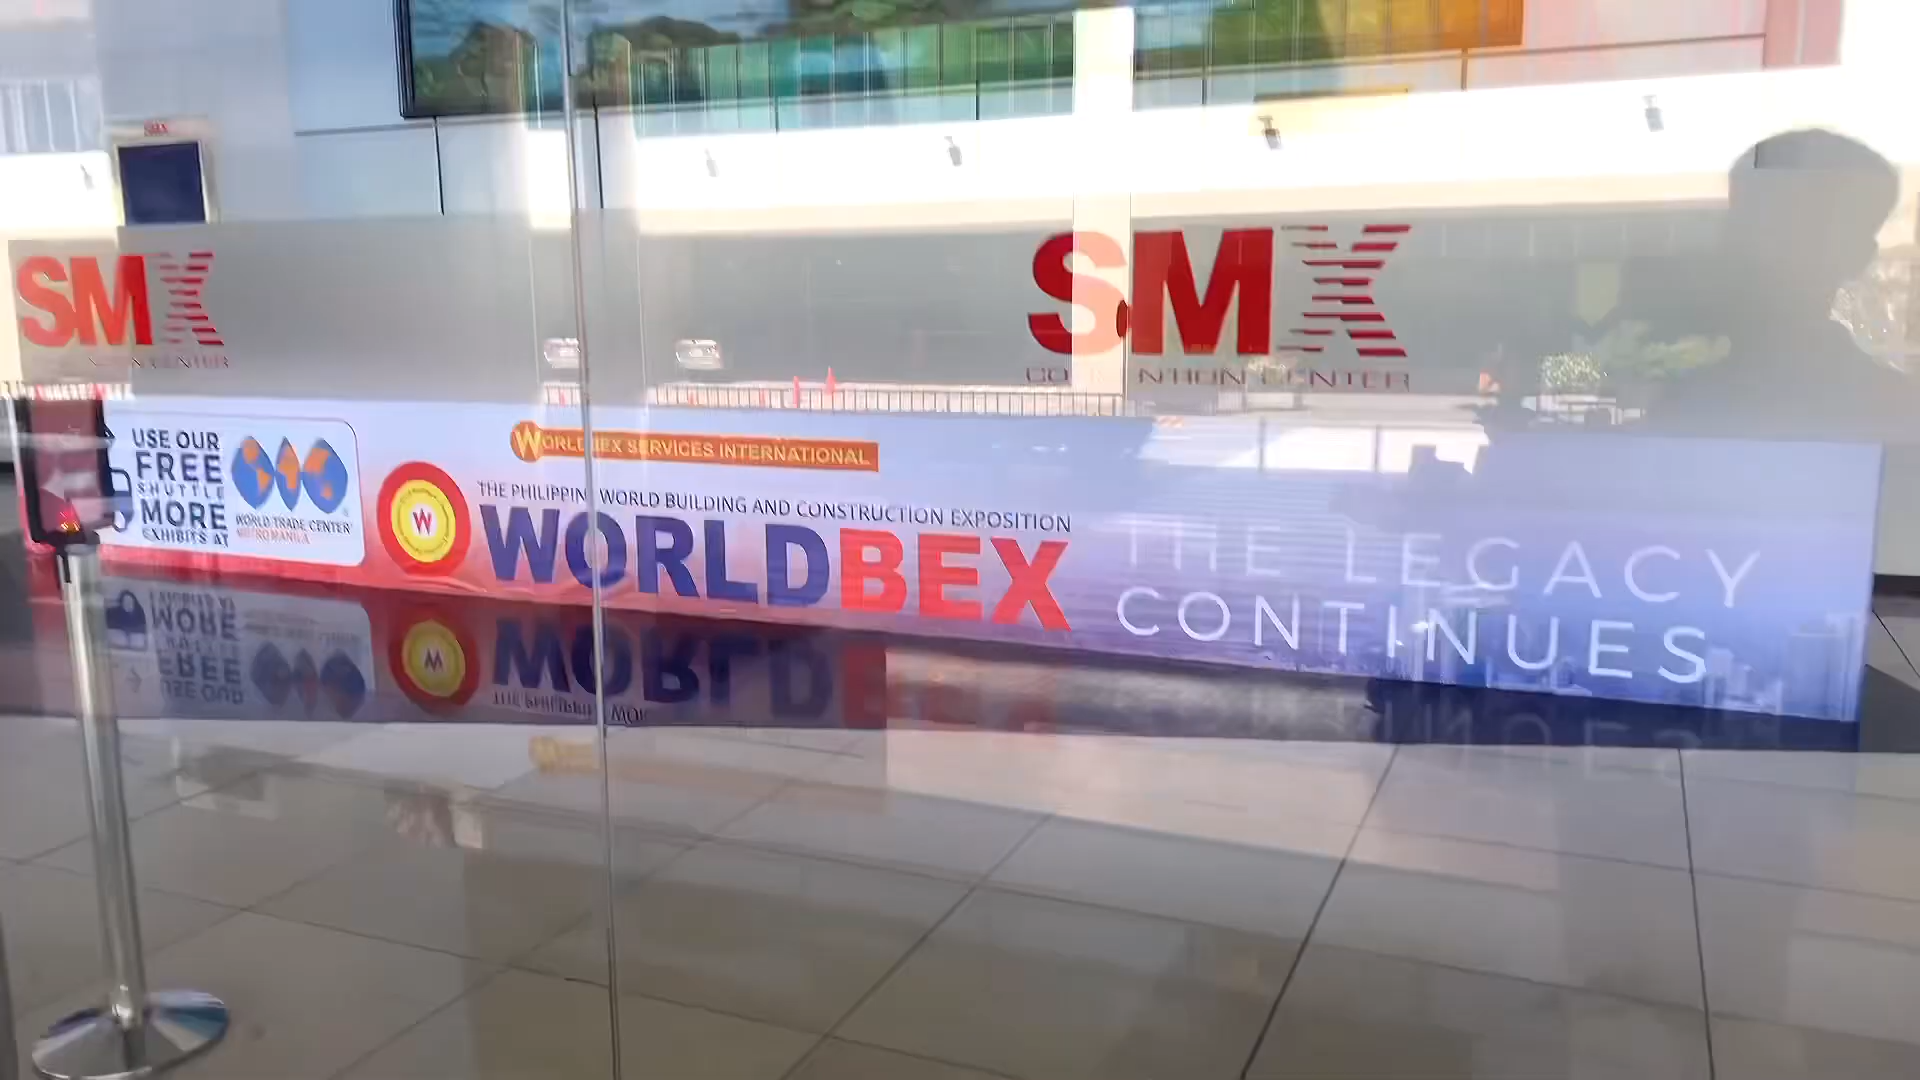 SMX
SMX
SMX
CONVENTION CENTER
USE OUR
FREE
SHUTTLE
MORE
EXHIBITS AT
WORLD TRADE CENTER
METRO MANILA
WORLDBEX SERVICES INTERNATIONAL
W
THE PHILIPPINE WORLD BUILDING AND CONSTRUCTION EXPOSITION
WORLDBEX
THE LEGACY
CONTINUES